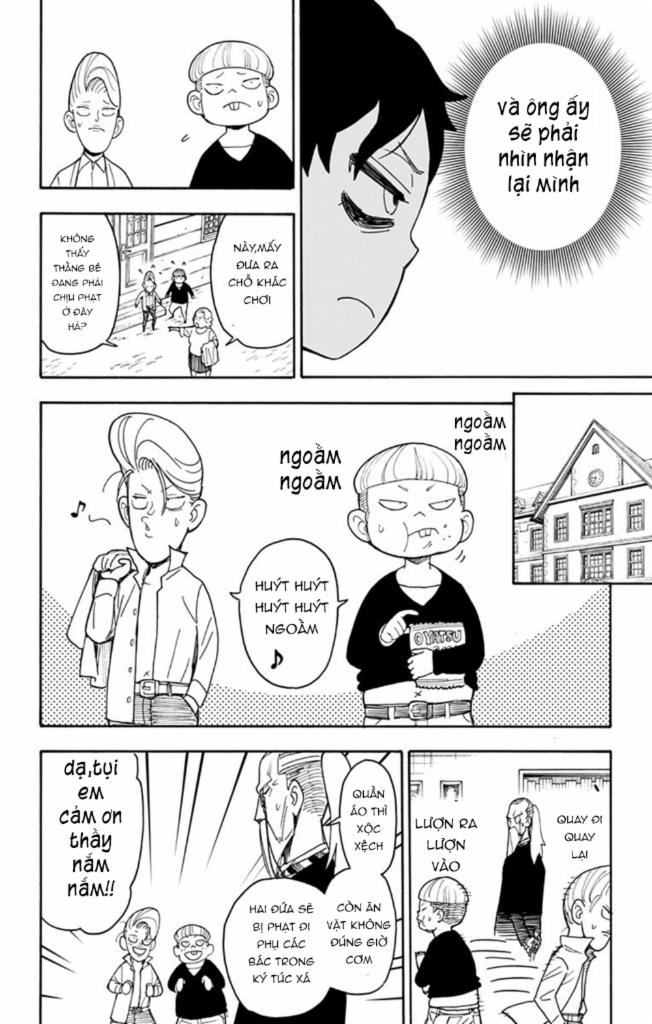 và ông ấy
sẽ phải
nhìn nhận
lại mình
NÀY,MẤY
ĐỨA RA
CHỖ KHÁC
CHƠI
KHÔNG
THẤY
THẰNG BÉ
ĐANG PHẢI
CHỊU PHẠT
Ở ĐÂY
HẢ?
ngoằm
ngoằm
ngoằm
ngoằm
HUÝT HUÝT
HUÝT HUÝT
NGOẰM
OYATSU
QUAY ĐI
QUAY
LẠI
LƯỢN RA
LƯỢN
VÀO
QUẦN
ÁO THÌ
XỘC
XỆCH
CÒN ĂN
VẶT KHÔNG
ĐÚNG GIỜ
CƠM
HAI ĐỨA SẼ
BỊ PHẠT ĐI
PHỤ CÁC
BÁC TRONG
KÝ TÚC XÁ
dạ,tụi
em
cảm ơn
thầy
nắm
nắm!!